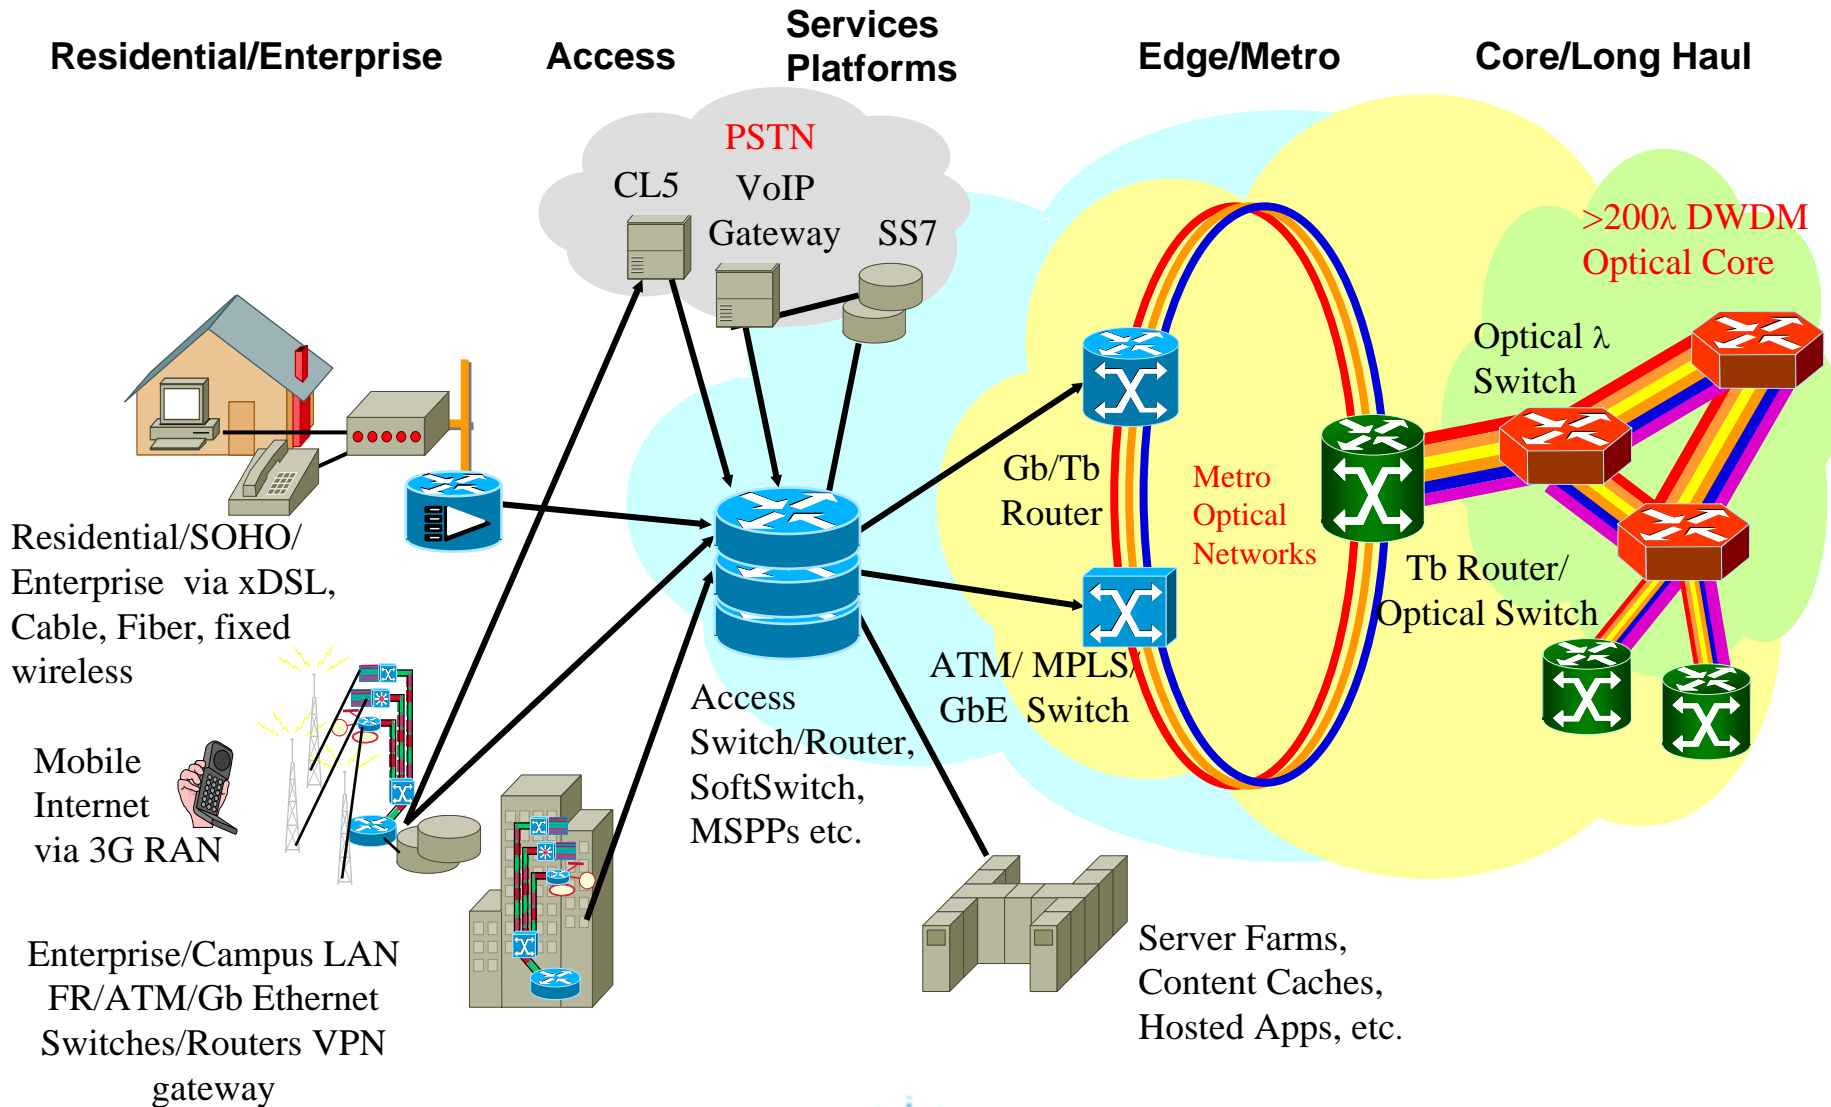 Residential/Enterprise
Access
Services
Platforms
Edge/Metro
Core/Long Haul
PSTN
CL5
VoIP
Gateway
SS7
>200λ DWDM
Optical Core
Optical λ
Switch
Gb/Tb
Router
Metro
Optical
Networks
Residential/SOHO/
Enterprise via xDSL,
Cable, Fiber, fixed
wireless
Tb Router/
Optical Switch
ATM/ MPLS/
GbE Switch
Access
Switch/Router,
SoftSwitch,
MSPPs etc.
Mobile
Internet
via 3G RAN
Enterprise/Campus LAN
FR/ATM/Gb Ethernet
Switches/Routers VPN
gateway
Server Farms,
Content Caches,
Hosted Apps, etc.